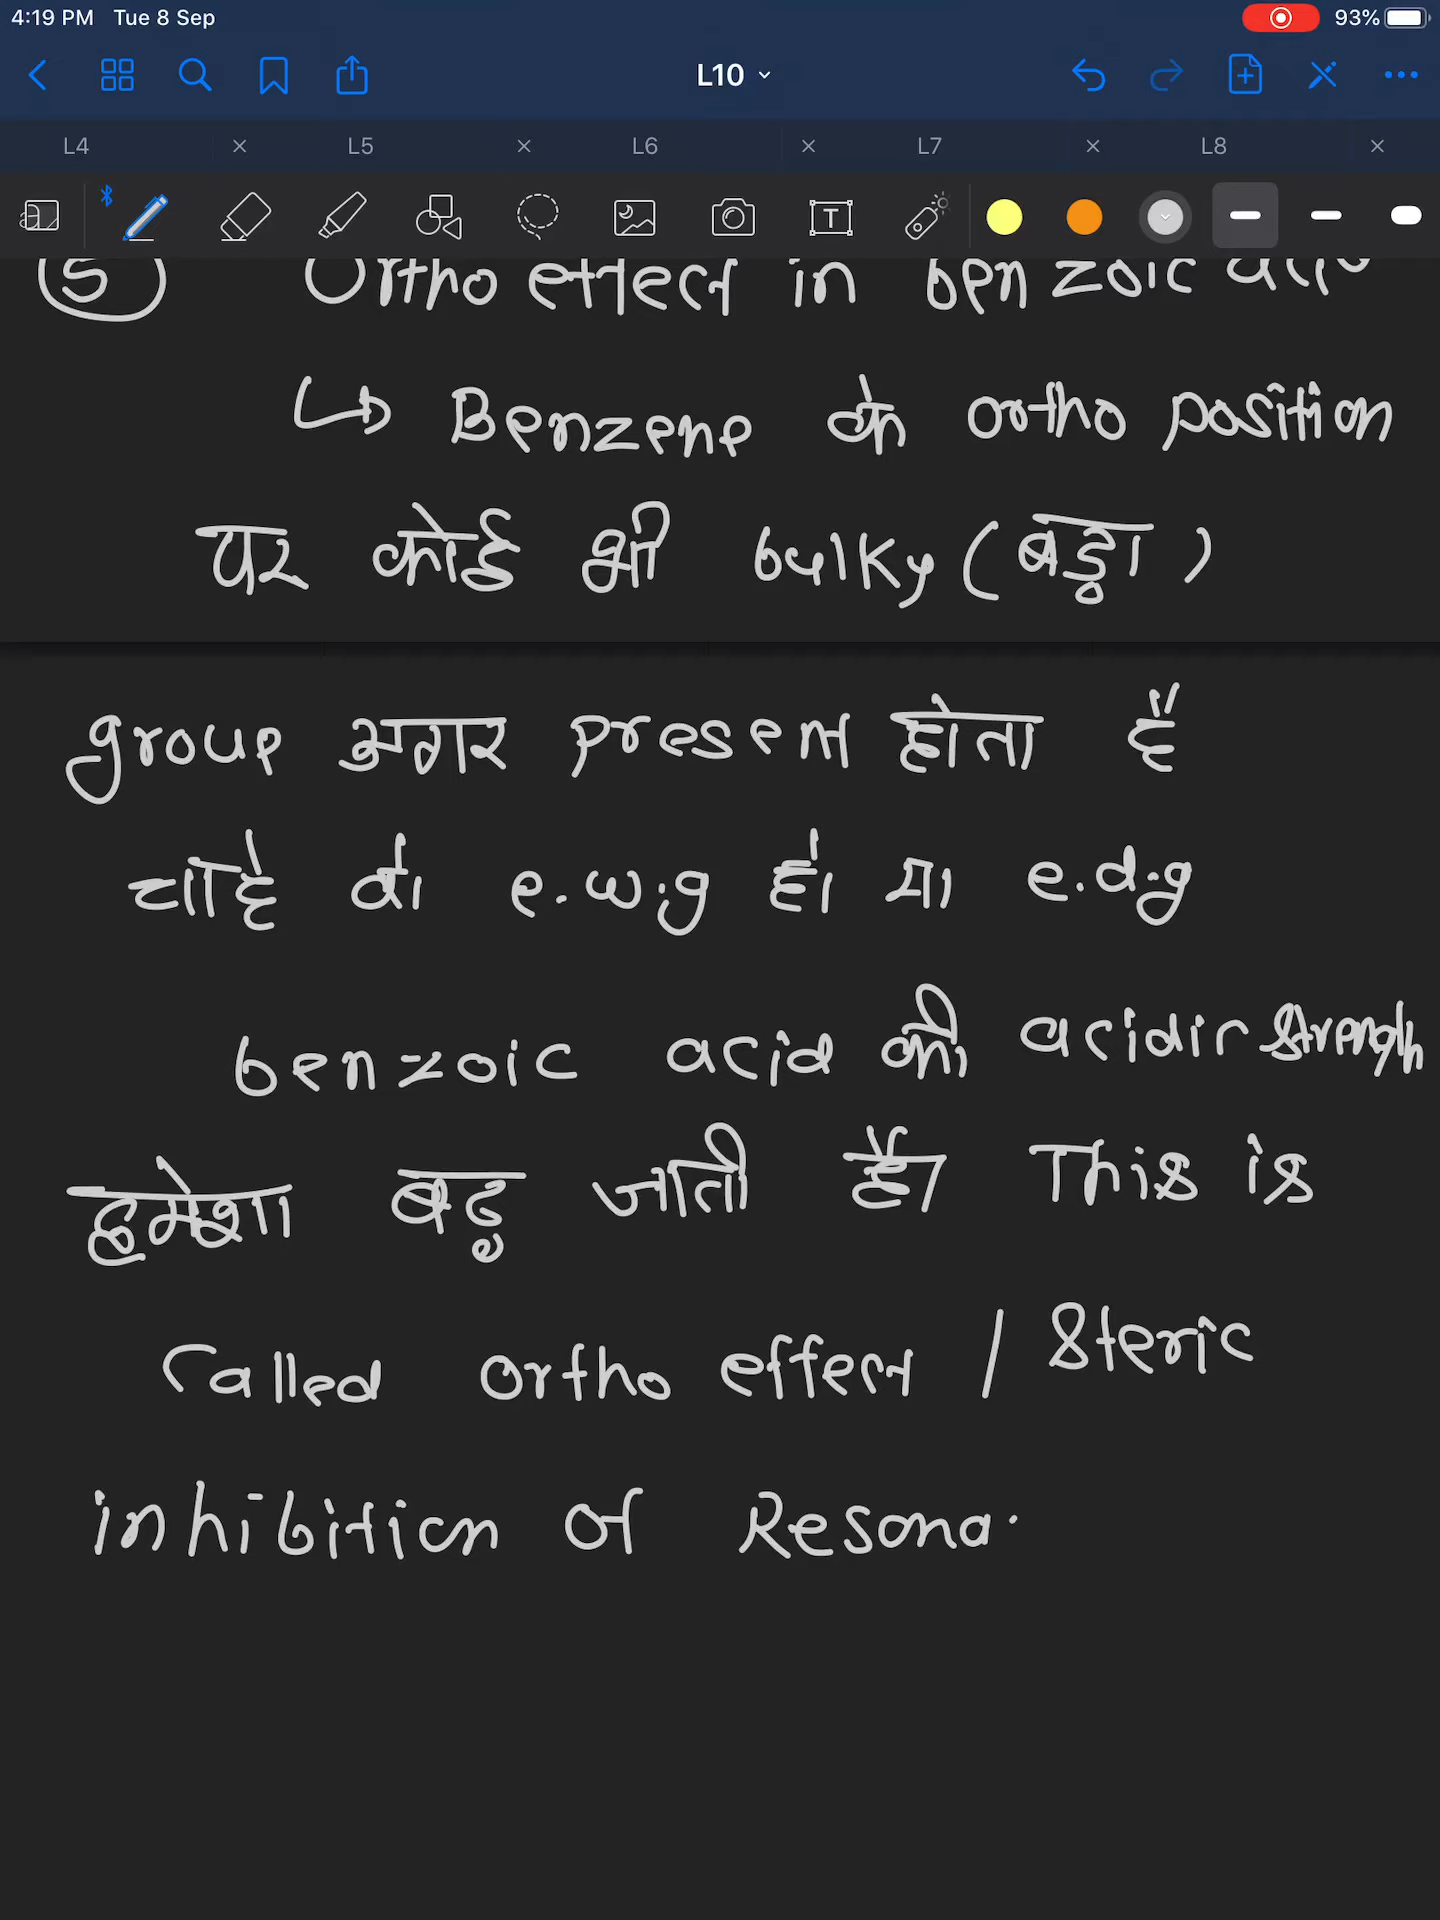 4:19 PM Tue 8 Sep 93%
L10
L4 × L5 × L6 × L7 × L8 ×
T
(5) Ortho effect in benzoic acid
↳ Benzene के ortho position
पर कोई भी bulky (बड़ा)
group अगर present होता है
चाहे वो e.w.g हो या e.d.g
benzoic acid की acidic strength
हमेशा बढ़ जाती है। This is
Called ortho effect / Steric
inhibition of Resona.